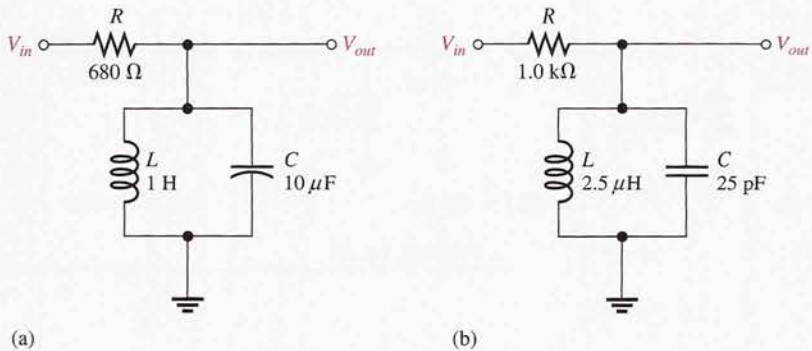 R
V_in
V_out
680 Ω
L
1 H
C
10 μF
(a)
R
V_in
V_out
1.0 kΩ
L
2.5 μH
C
25 pF
(b)